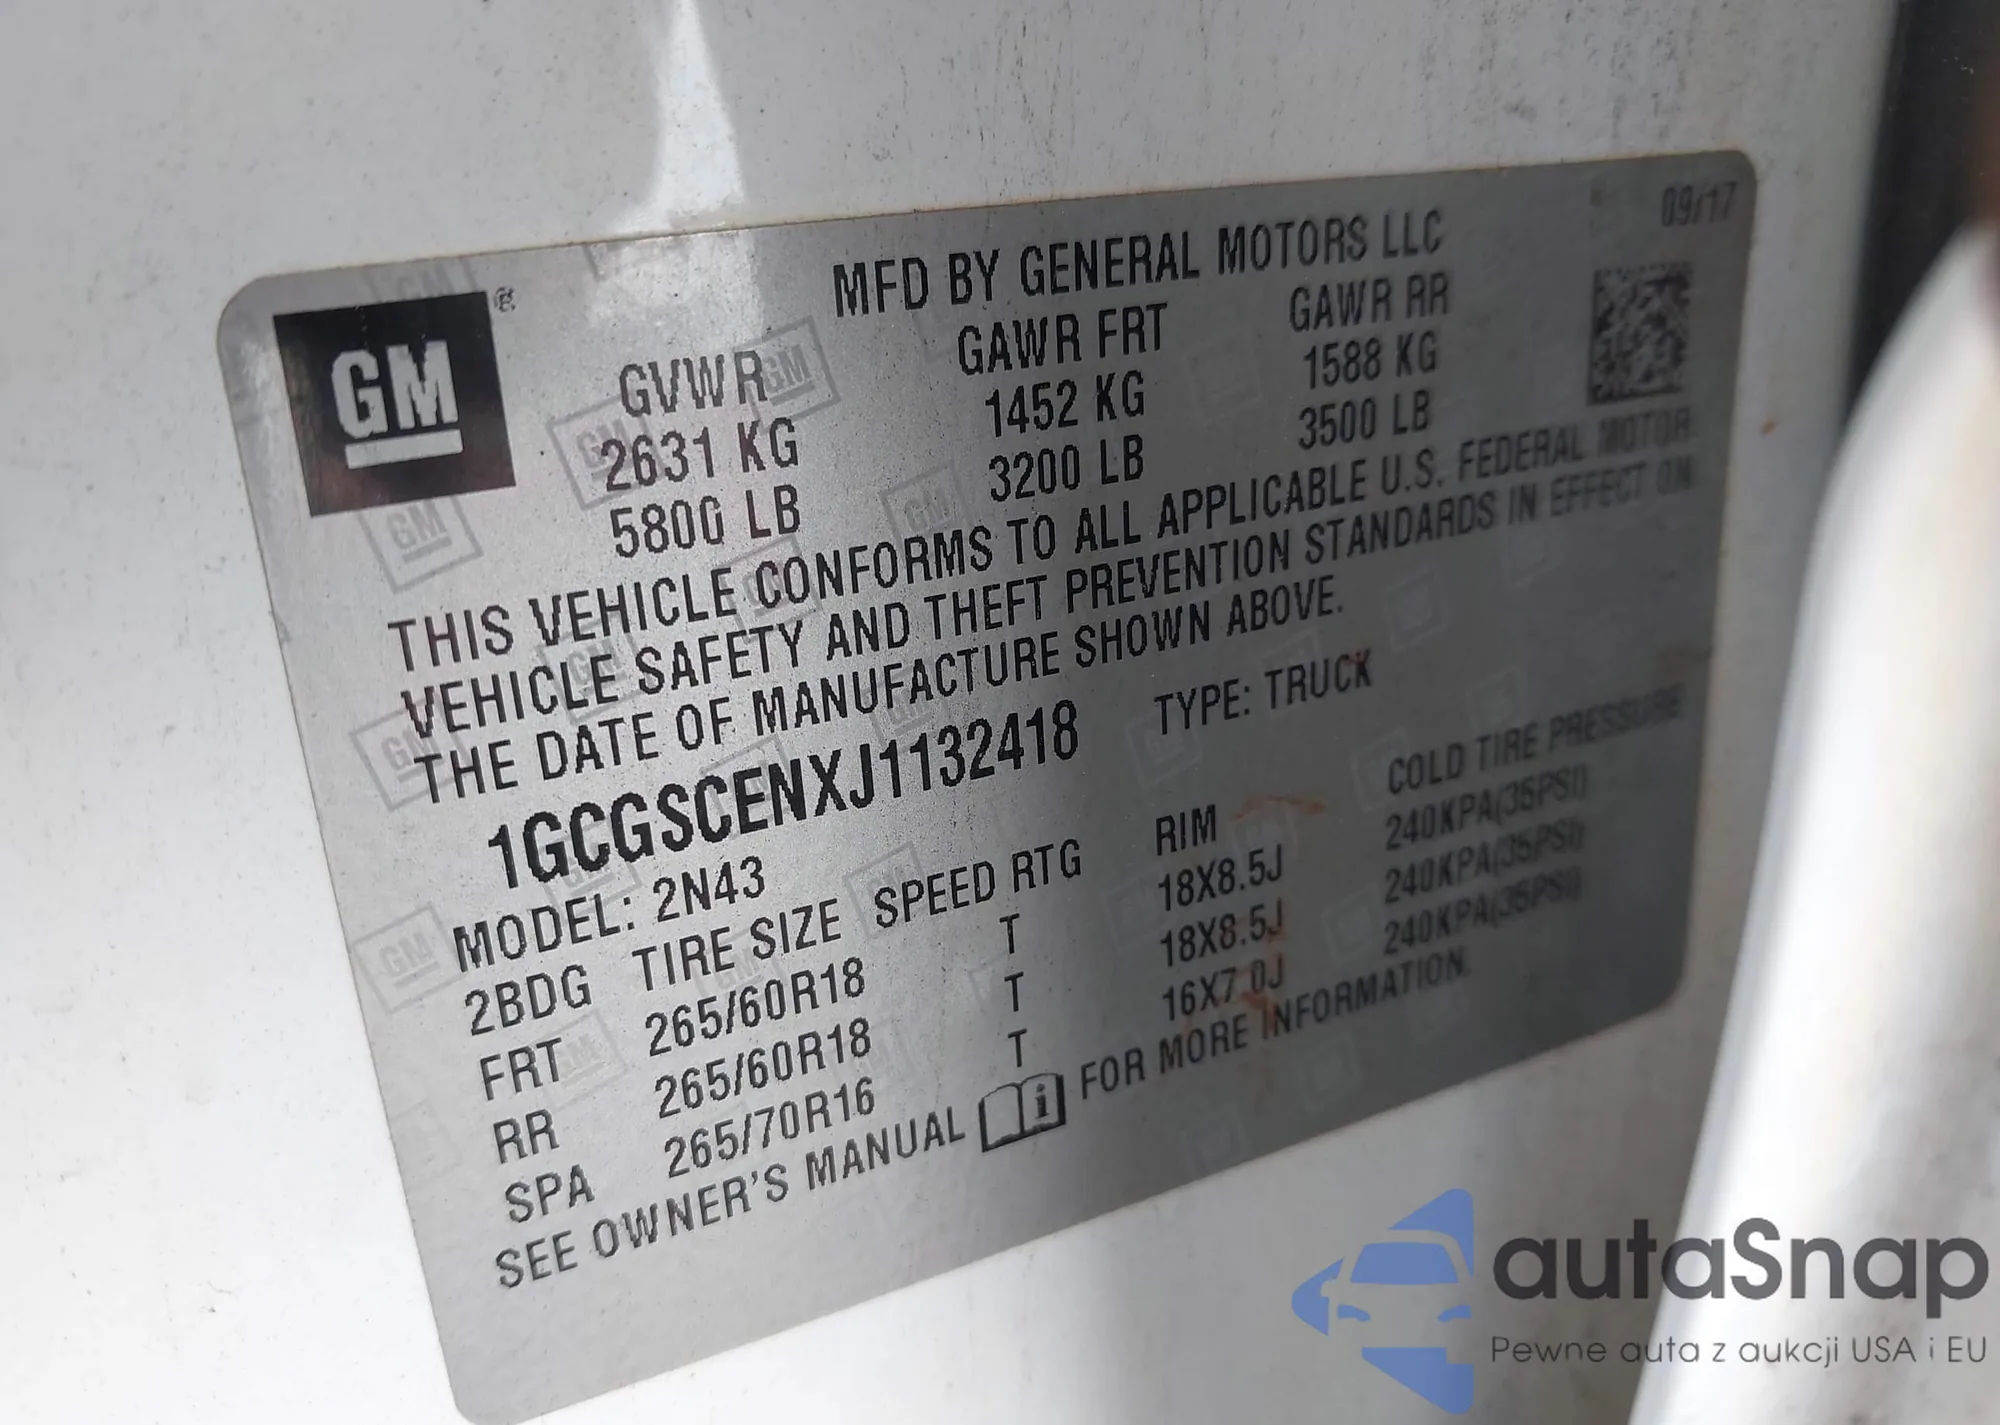 09/17
MFD BY GENERAL MOTORS LLC
GM ®
GVWR GAWR FRT GAWR RR
2631 KG 1452 KG 1588 KG
5800 LB 3200 LB 3500 LB
THIS VEHICLE CONFORMS TO ALL APPLICABLE U.S. FEDERAL MOTOR
VEHICLE SAFETY AND THEFT PREVENTION STANDARDS IN EFFECT ON
THE DATE OF MANUFACTURE SHOWN ABOVE.
1GCGSCENXJ1132418 TYPE: TRUCK
MODEL: 2N43
2BDG TIRE SIZE SPEED RTG RIM COLD TIRE PRESSURE
FRT 265/60R18 T 18X8.5J 240KPA(35PSI)
RR 265/60R18 T 18X8.5J 240KPA(35PSI)
SPA 265/70R16 T 16X7.0J 240KPA(35PSI)
SEE OWNER'S MANUAL i FOR MORE INFORMATION.
autaSnap
Pewne auta z aukcji USA i EU